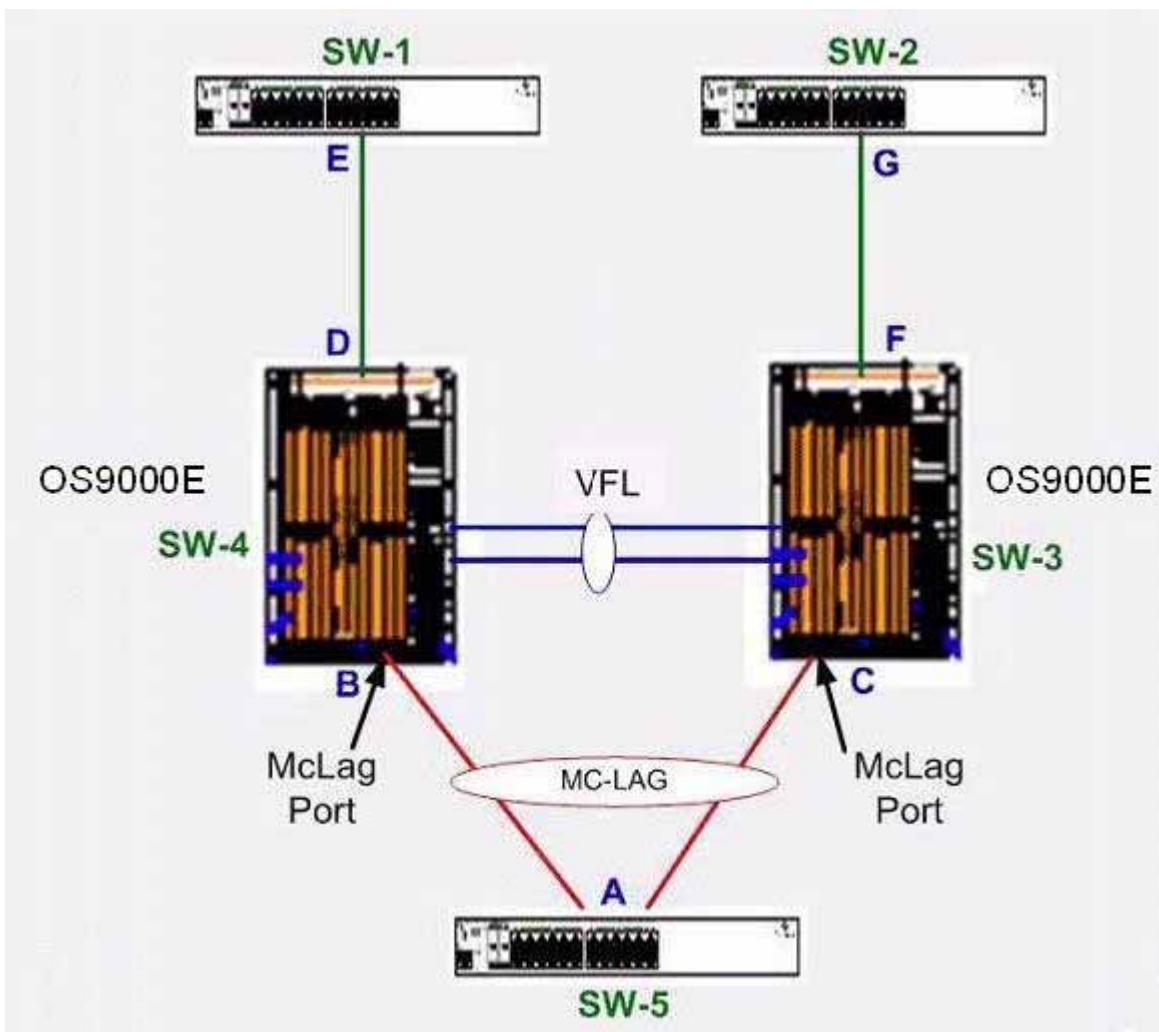 SW-1
SW-2
E
G
D
F
OS9000E
VFL
OS9000E
SW-4
SW-3
B
C
McLag
Port
MC-LAG
McLag
Port
A
SW-5